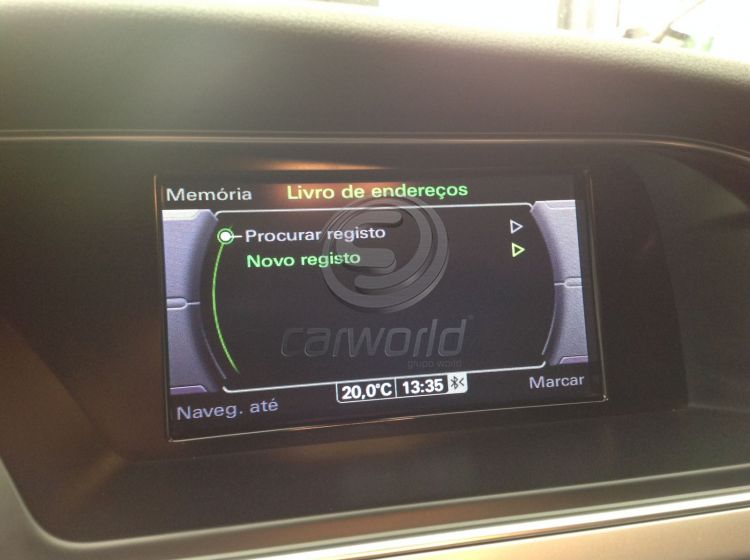 Memória
Livro de endereços
Procurar registo
Novo registo
carworld
grupo world
20,0°C 13:35
Naveg. até
Marcar